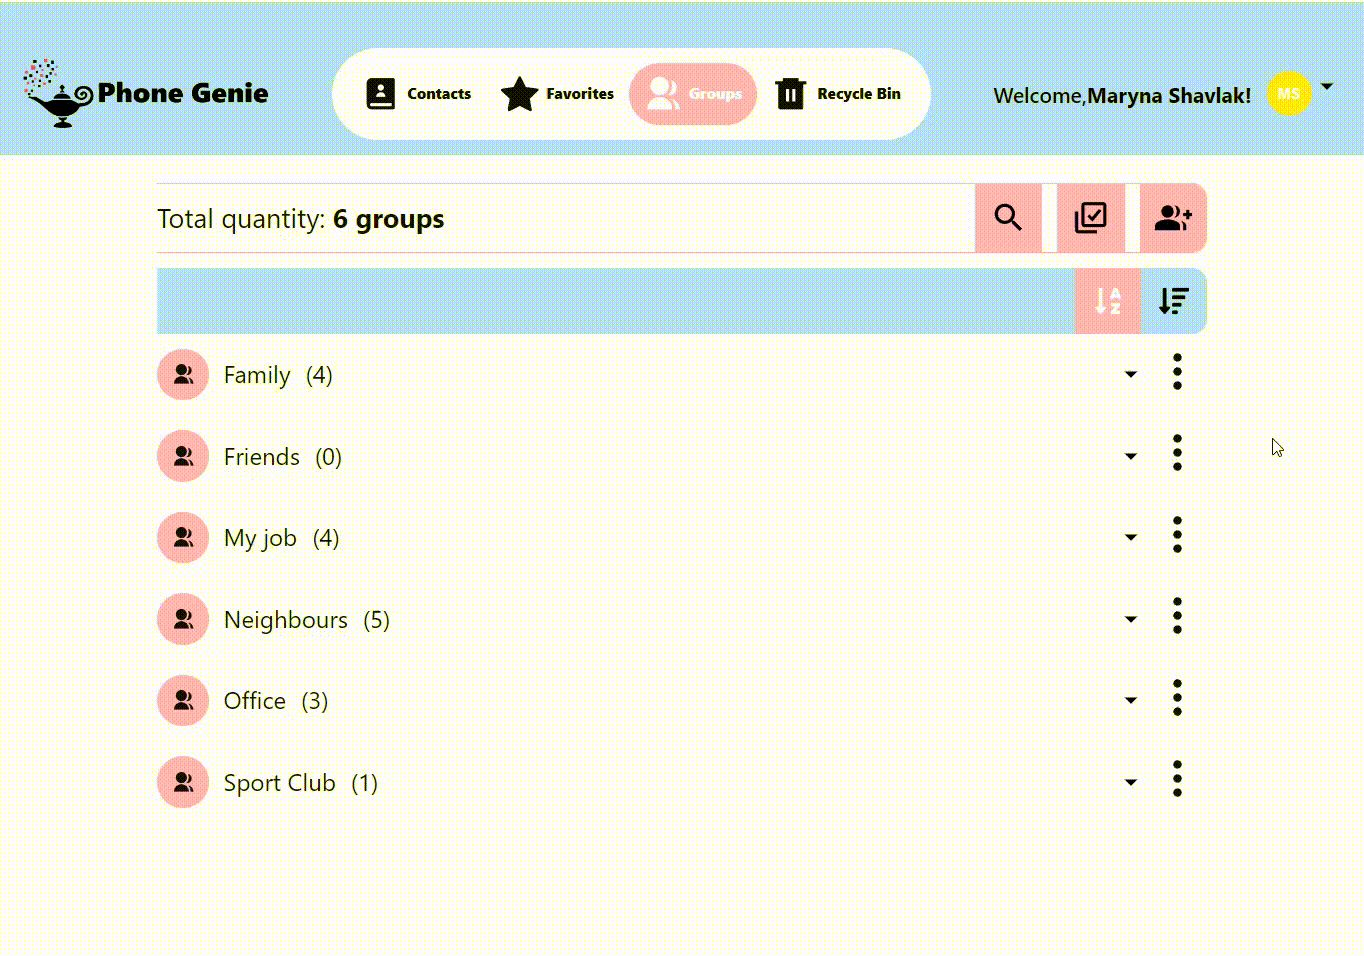 Phone Genie
Contacts Favorites Groups Recycle Bin
Welcome,Maryna Shavlak! MS
Total quantity: 6 groups
A
Z
Family (4)
Friends (0)
My job (4)
Neighbours (5)
Office (3)
Sport Club (1)